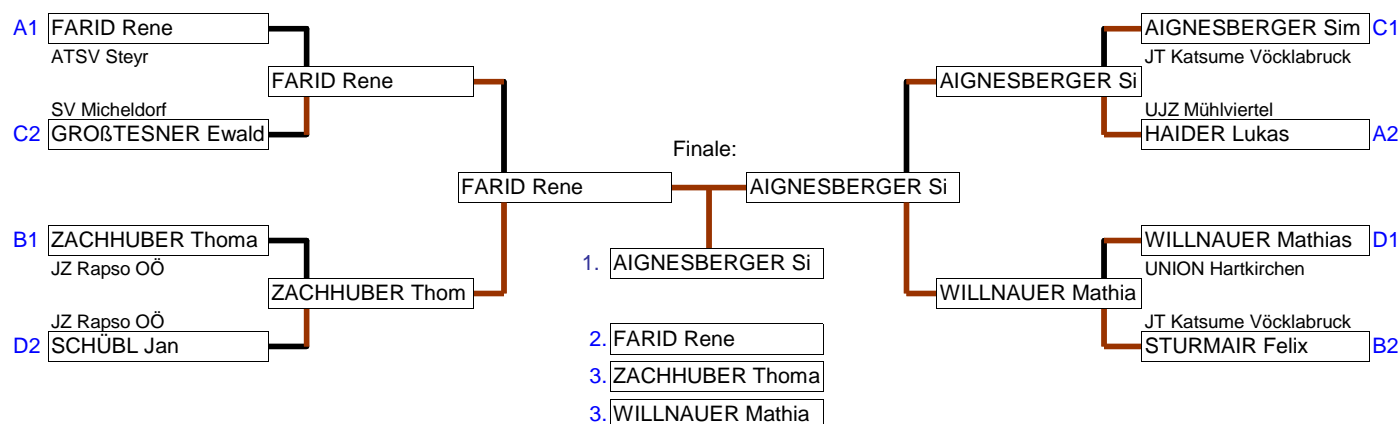 A1 FARID Rene
ATSV Steyr
FARID Rene
SV Micheldorf
C2 GROßTESNER Ewald
FARID Rene
B1 ZACHHUBER Thoma
JZ Rapso OÖ
ZACHHUBER Thom
JZ Rapso OÖ
D2 SCHÜBL Jan
Finale:
1. AIGNESBERGER Si
2. FARID Rene
3. ZACHHUBER Thoma
3. WILLNAUER Mathia
AIGNESBERGER Sim C1
JT Katsume Vöcklabruck
AIGNESBERGER Si
UJZ Mühlviertel
HAIDER Lukas A2
AIGNESBERGER Si
WILLNAUER Mathias D1
UNION Hartkirchen
WILLNAUER Mathia
JT Katsume Vöcklabruck
STURMAIR Felix B2